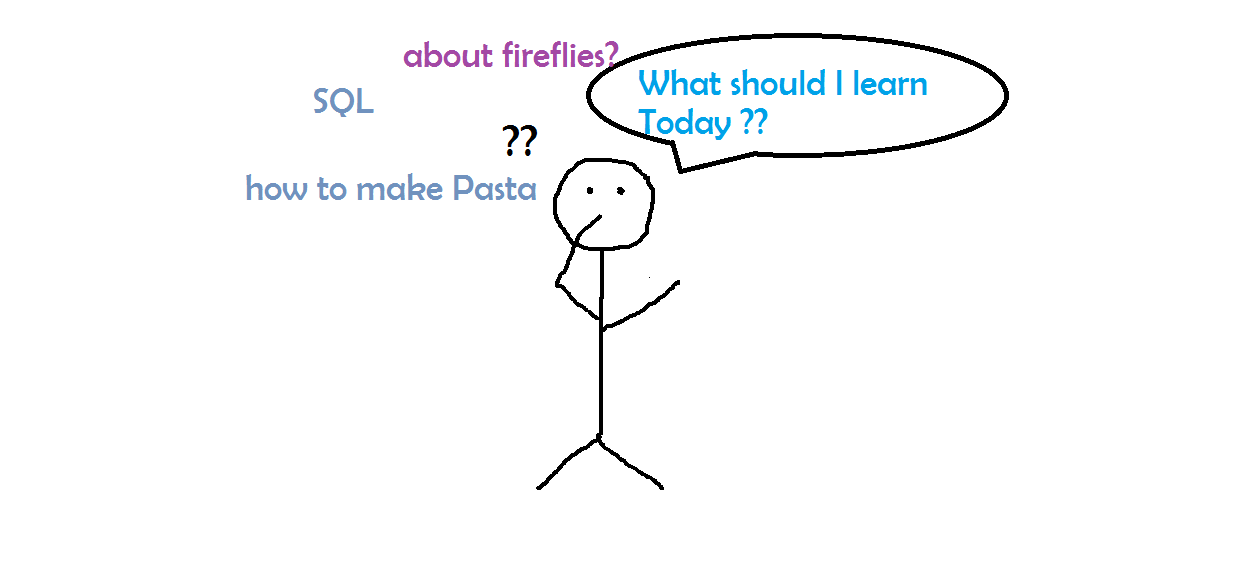 about fireflies?
What should I learn
Today ??
SQL
??
how to make Pasta